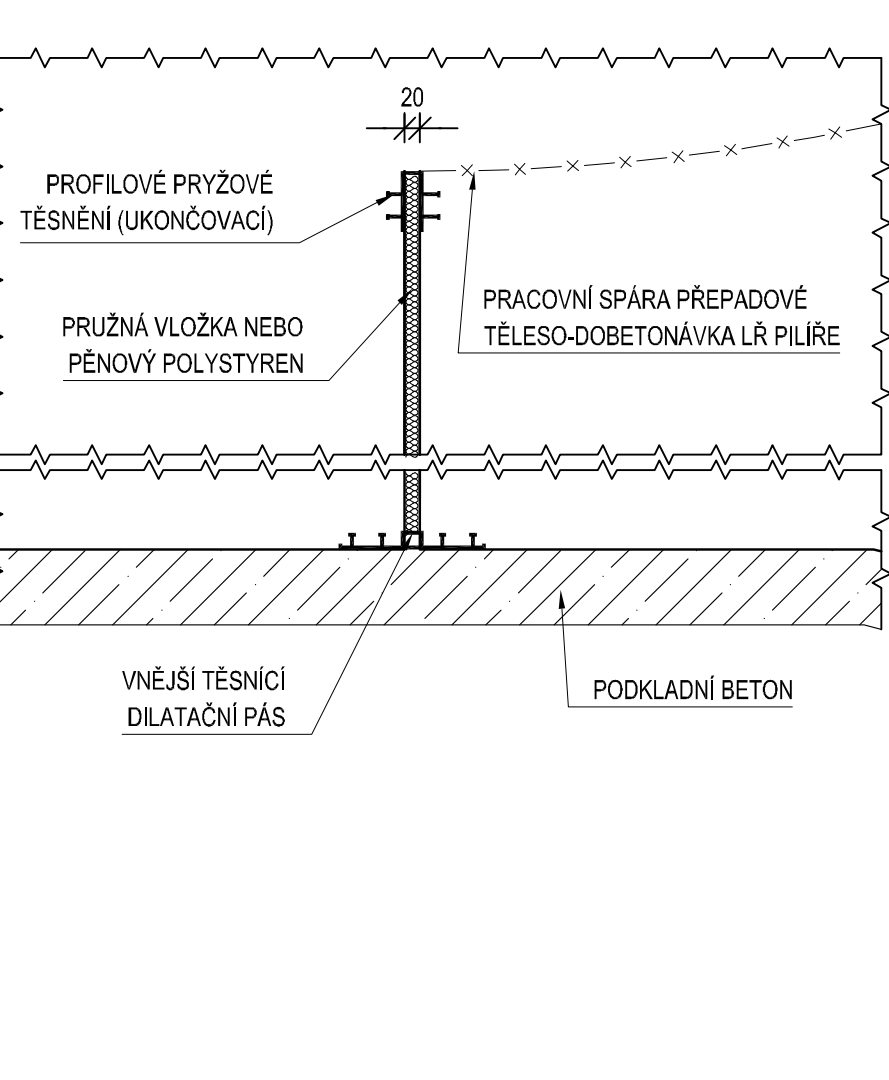 20
PROFILOVÉ PRYŽOVÉ
TĚSNĚNÍ (UKONČOVACÍ)
PRUŽNÁ VLOŽKA NEBO
PĚNOVÝ POLYSTYREN
PRACOVNÍ SPÁRA PŘEPADOVÉ
TĚLESO-DOBETONÁVKA LŘ PILÍŘE
VNĚJŠÍ TĚSNÍCÍ
DILATAČNÍ PÁS
PODKLADNÍ BETON